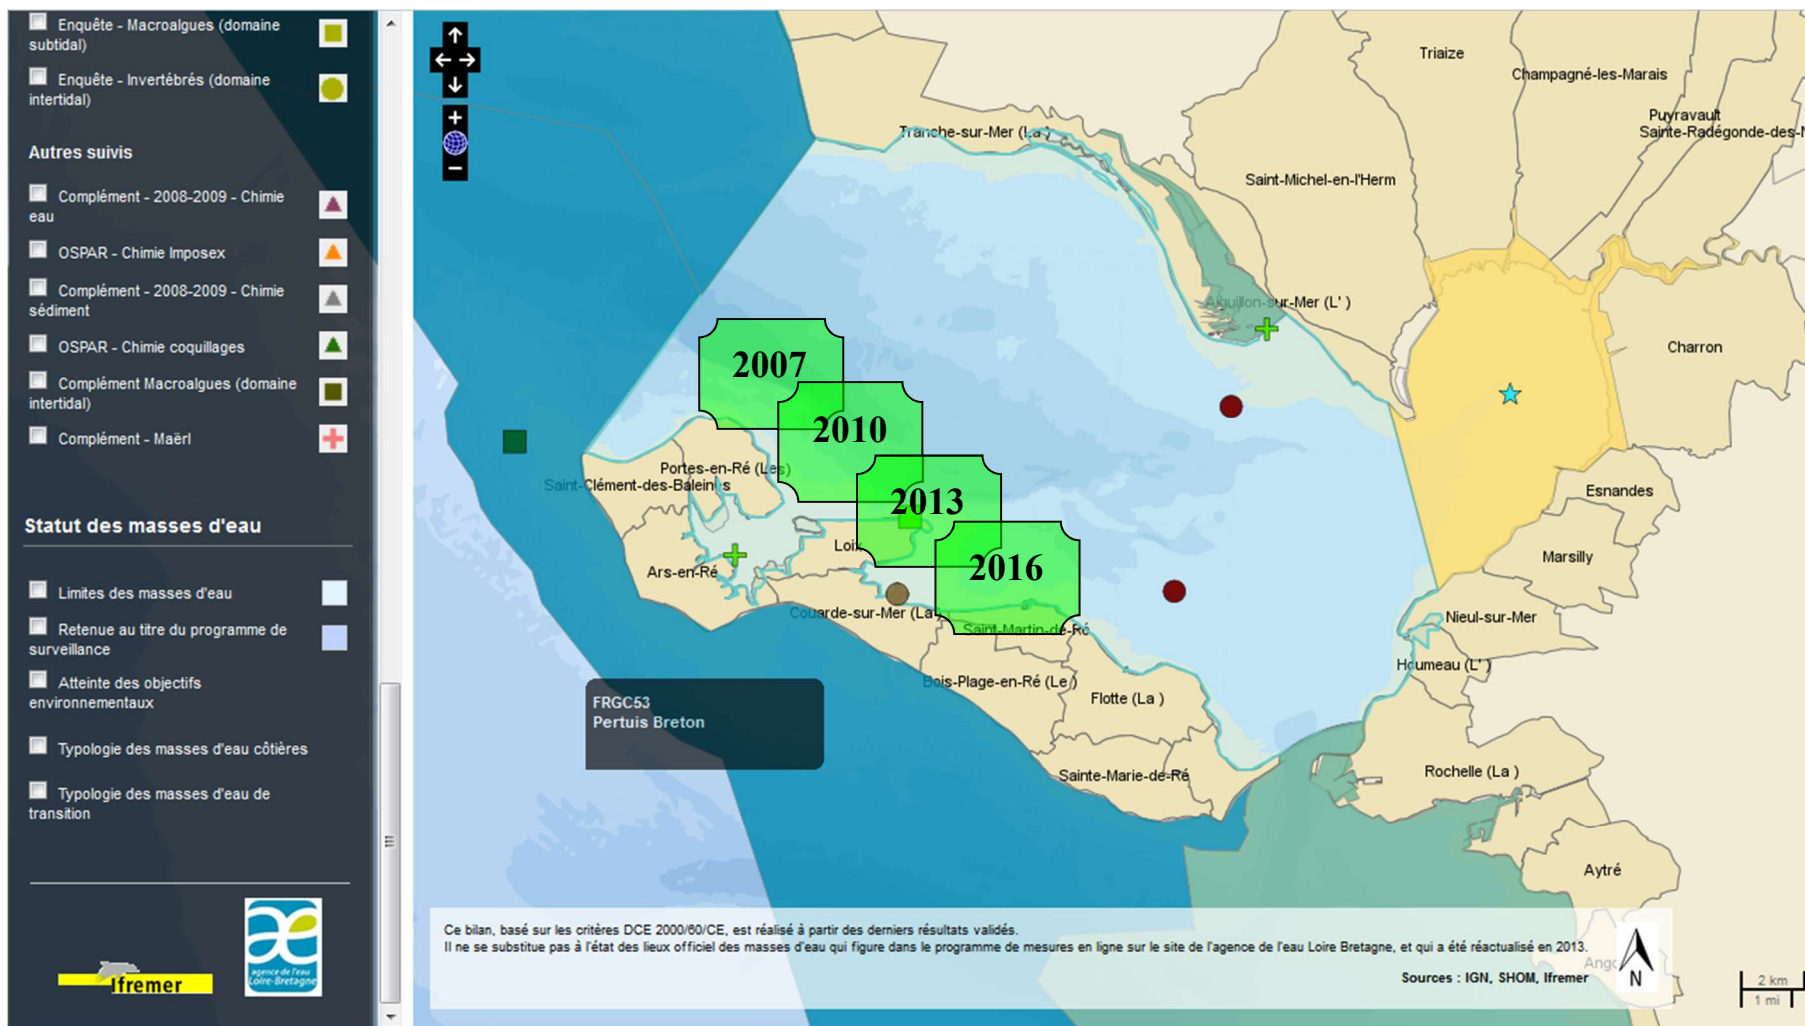 Enquête - Macroalgues (domaine
subtidal)
Enquête - Invertébrés (domaine
intertidal)
Autres suivis
Complément - 2008-2009 - Chimie
eau
OSPAR - Chimie Imposex
Complément - 2008-2009 - Chimie
sédiment
OSPAR - Chimie coquillages
Complément Macroalgues (domaine
intertidal)
Complément - Maërl
Statut des masses d'eau
Limites des masses d'eau
Retenue au titre du programme de
surveillance
Atteinte des objectifs
environnementaux
Typologie des masses d'eau côtières
Typologie des masses d'eau de
transition
Ifremer
agence de l'eau
Loire-Bretagne
Triaize
Champagné-les-Marais
Puyravault
Sainte-Radégonde-des-
Tranche-sur-Mer (La )
Saint-Michel-en-l'Herm
Aiguillon-sur-Mer (L' )
Charron
2007
2010
2013
2016
Portes-en-Ré (Les)
Saint-Clément-des-Baleines
Loix
Ars-en-Ré
Couarde-sur-Mer (La )
Saint-Martin-de-Ré
Bois-Plage-en-Ré (Le )
Flotte (La )
Sainte-Marie-de-Ré
Esnandes
Marsilly
Nieul-sur-Mer
Houmeau (L' )
Rochelle (La )
Aytré
FRGC53
Pertuis Breton
Ce bilan, basé sur les critères DCE 2000/60/CE, est réalisé à partir des derniers résultats validés.
Il ne se substitue pas à l'état des lieux officiel des masses d'eau qui figure dans le programme de mesures en ligne sur le site de l'agence de l'eau Loire Bretagne, et qui a été réactualisé en 2013.
Sources : IGN, SHOM, Ifremer
N
2 km
1 mi